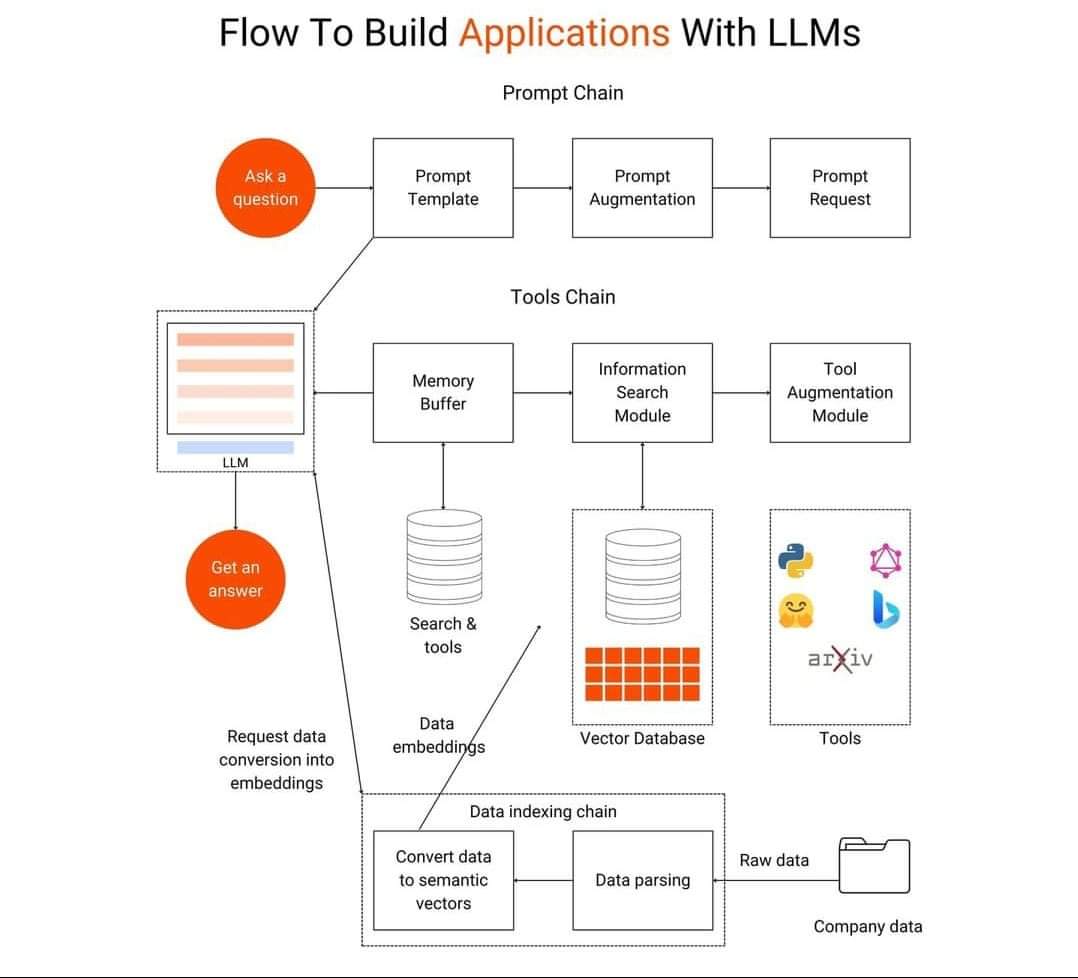 Flow To Build Applications With LLMs
Prompt Chain
Ask a
question
Prompt
Template
Prompt
Augmentation
Prompt
Request
Tools Chain
Memory
Buffer
Information
Search
Module
Tool
Augmentation
Module
LLM
Get an
answer
Search &
tools
arXiv
Data
embeddings
Vector Database
Tools
Request data
conversion into
embeddings
Data indexing chain
Convert data
to semantic
vectors
Data parsing
Raw data
Company data